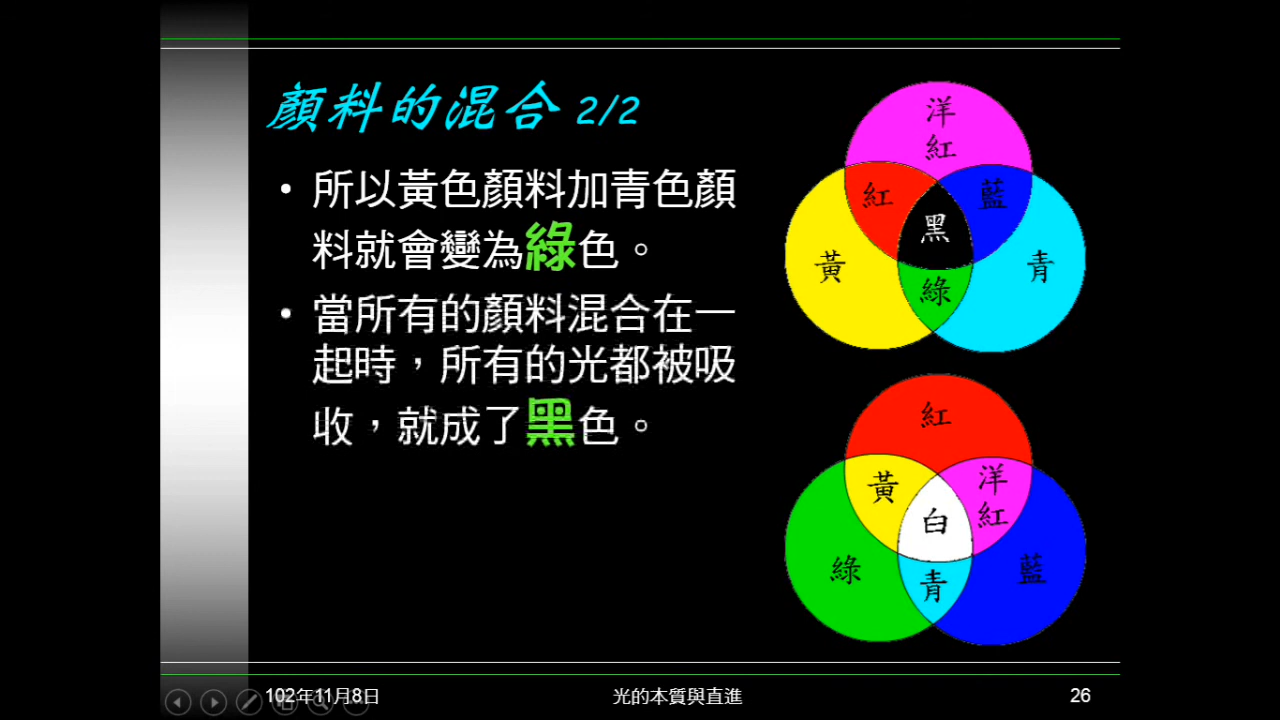 顏料的混合 2/2
• 所以黃色顏料加青色顏
料就會變為綠色。
• 當所有的顏料混合在一
起時，所有的光都被吸
收，就成了黑色。
洋
紅
紅
藍
黑
黃
青
綠
紅
黃
洋
紅
白
綠
藍
青
102年11月8日
光的本質與直進
26